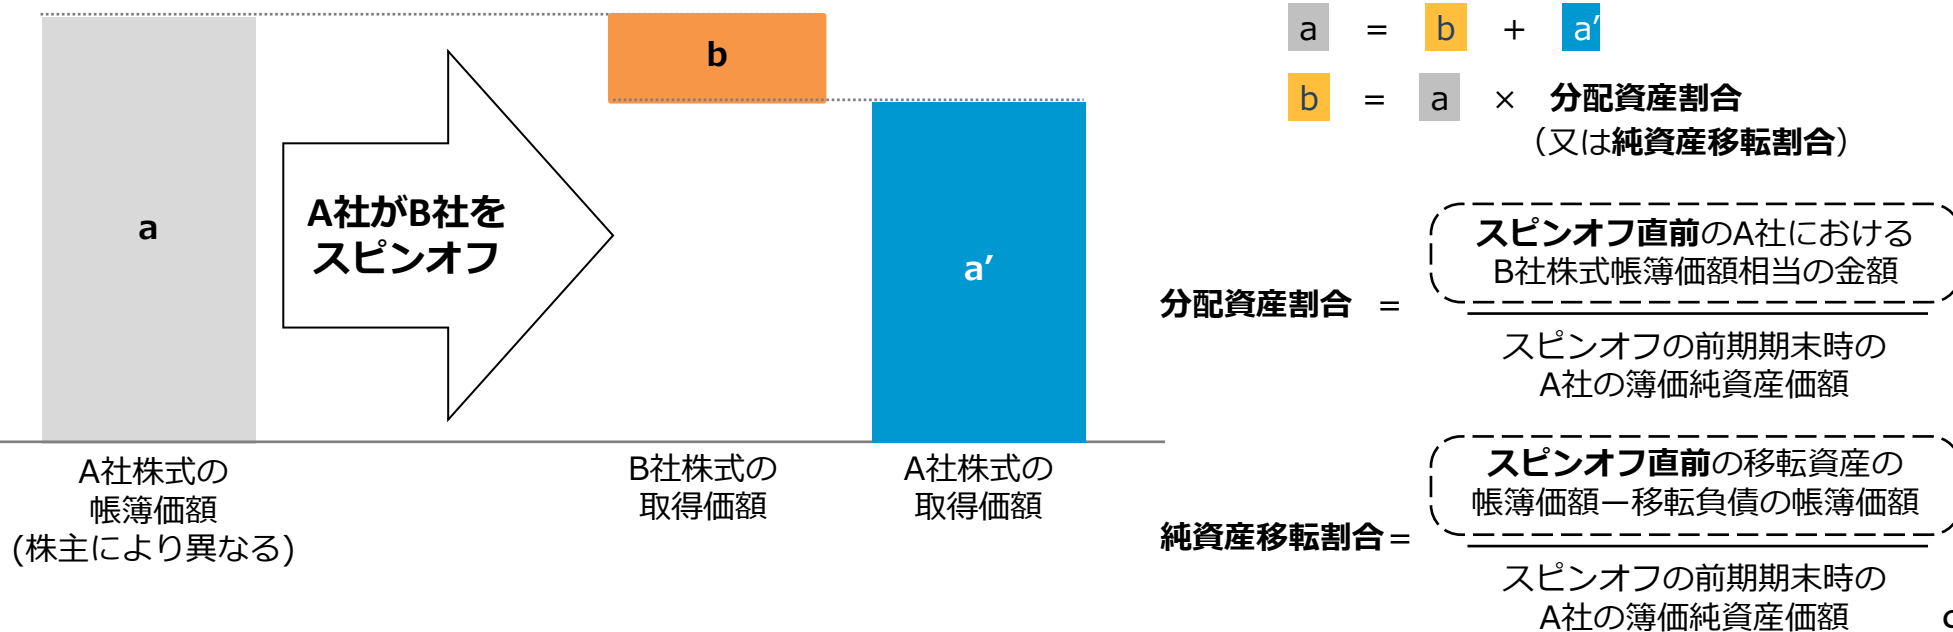 a
A社がB社を
スピンオフ
b
a′
A社株式の
帳簿価額
(株主により異なる)
B社株式の
取得価額
A社株式の
取得価額
a = b + a′
b = a × 分配資産割合
（又は純資産移転割合）
スピンオフ直前のA社における
B社株式帳簿価額相当の金額
分配資産割合 =
スピンオフの前期期末時の
A社の簿価純資産価額
スピンオフ直前の移転資産の
帳簿価額ー移転負債の帳簿価額
純資産移転割合=
スピンオフの前期期末時の
A社の簿価純資産価額